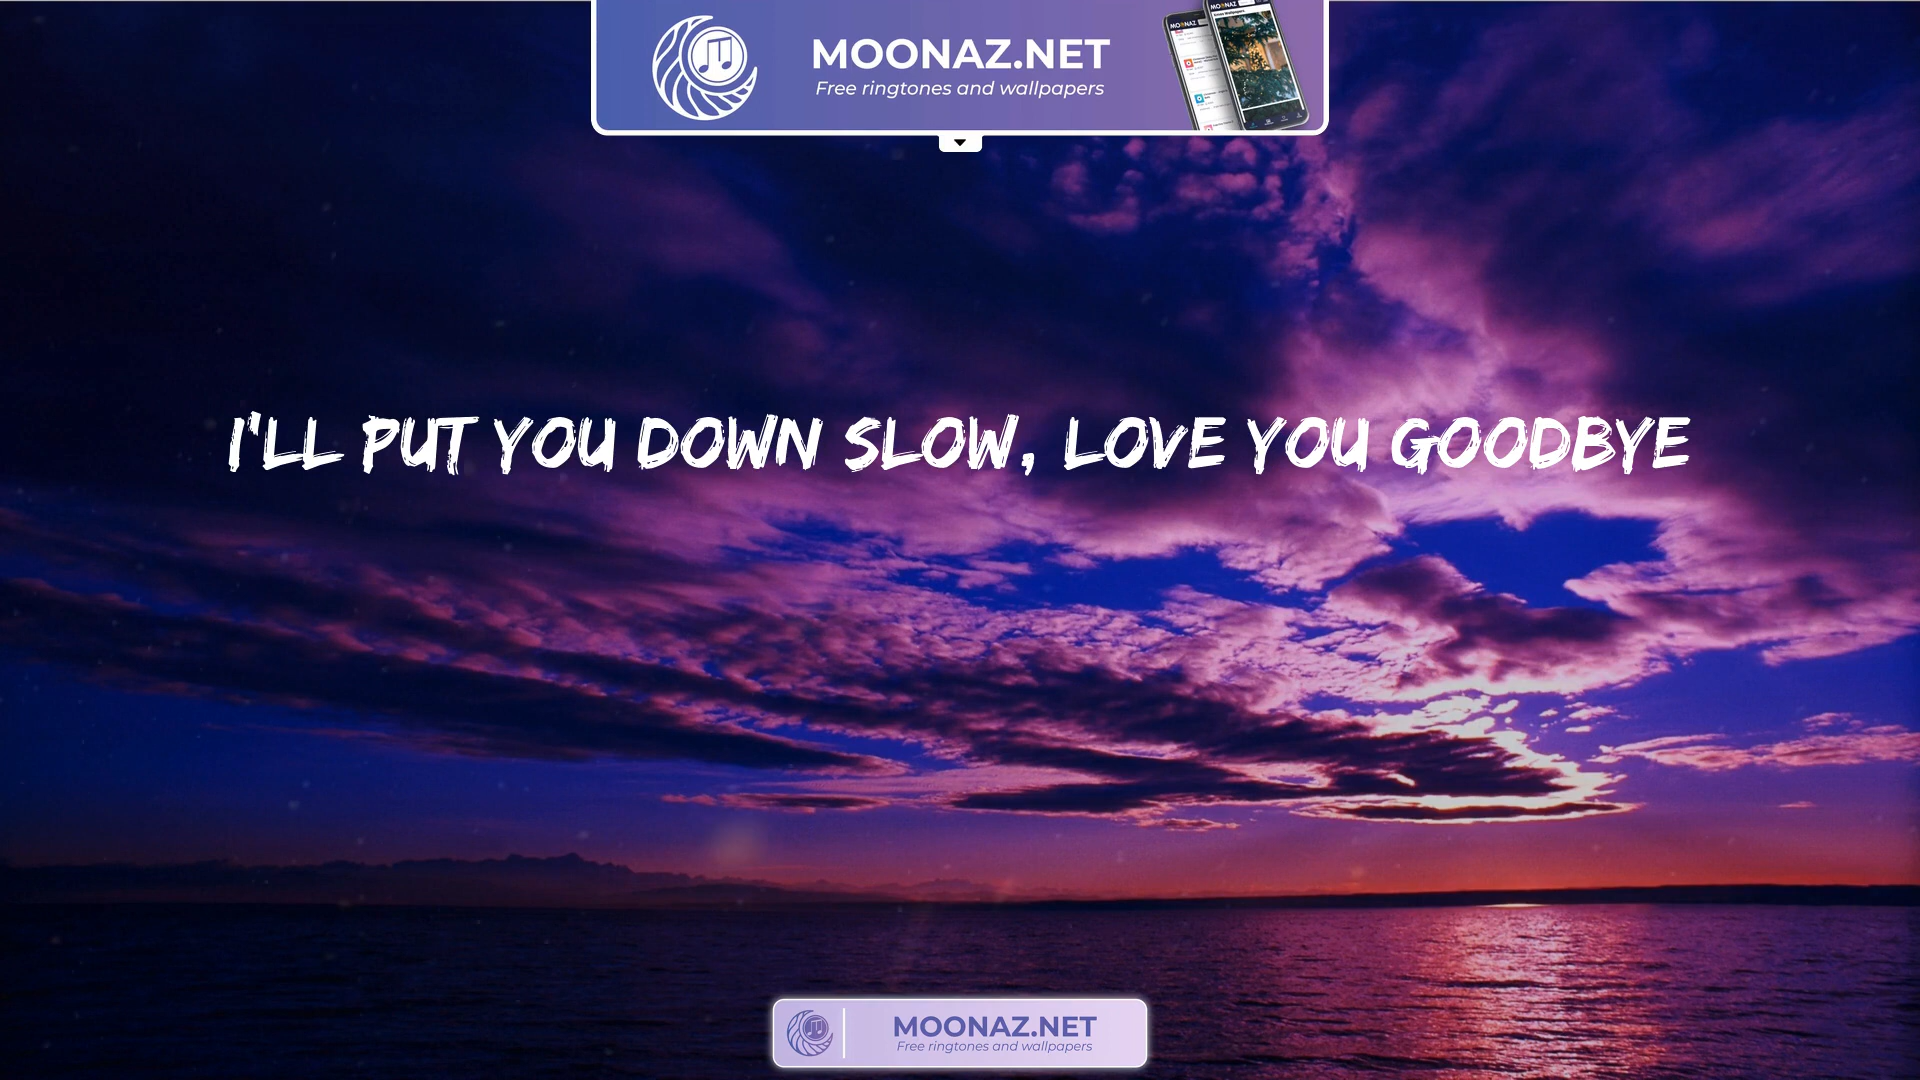 MOONAZ.NET
Free ringtones and wallpapers
I'LL PUT YOU DOWN SLOW, LOVE YOU GOODBYE
MOONAZ.NET
Free ringtones and wallpapers